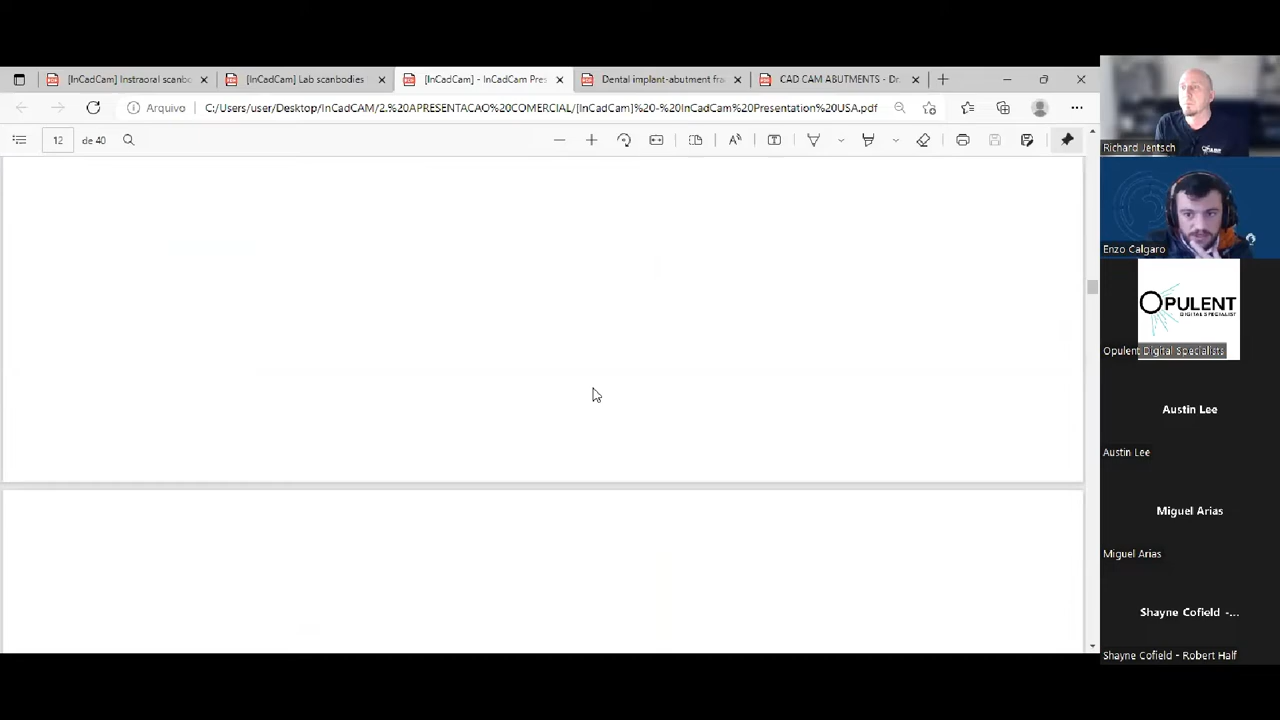 [InCadCam] Instraoral scanbo
[InCadCam] Lab scanbodies
[InCadCam] - InCadCam Pres
Dental implant-abutment fra
CAD CAM ABUTMENTS - Dr.
Arquivo
C:/Users/user/Desktop/InCadCAM/2.%20APRESENTACAO%20COMERCIAL/[InCadCam]%20-%20InCadCam%20Presentation%20USA.pdf
12 de 40
Richard Jentsch
Enzo Calgaro
OPULENT
DIGITAL SPECIALIST
Opulent Digital Specialists
Austin Lee
Austin Lee
Miguel Arias
Miguel Arias
Shayne Cofield -...
Shayne Cofield - Robert Half